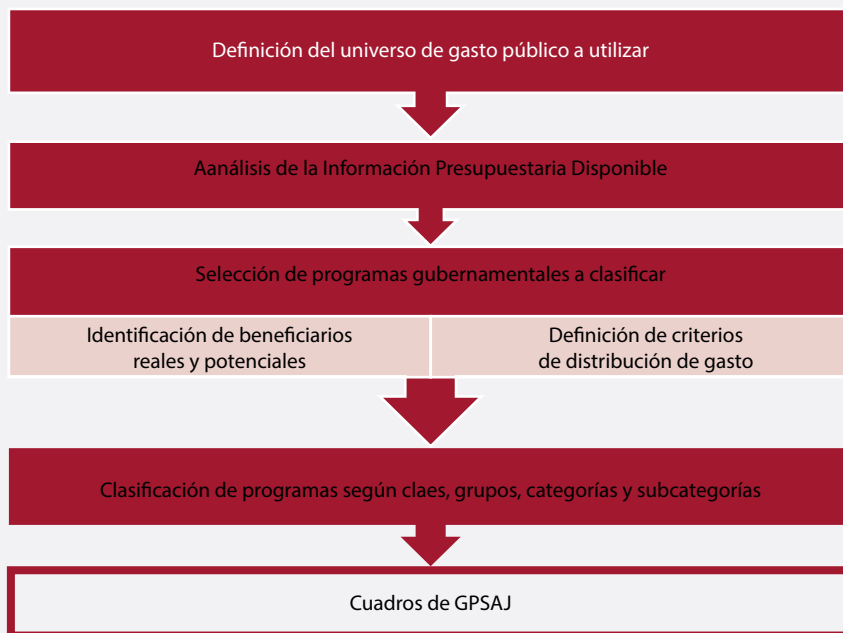 Definición del universo de gasto público a utilizar
Aanálisis de la Información Presupuestaria Disponible
Selección de programas gubernamentales a clasificar
Identificación de beneficiarios
reales y potenciales
Definición de criterios
de distribución de gasto
Clasificación de programas según claes, grupos, categorías y subcategorías
Cuadros de GPSAJ